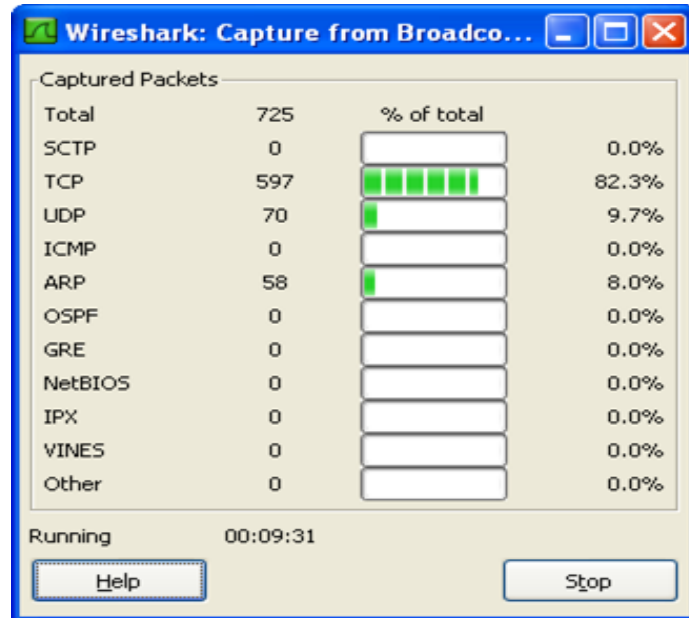 Wireshark: Capture from Broadco...
Captured Packets
Total 725 % of total
SCTP 0 0.0%
TCP 597 82.3%
UDP 70 9.7%
ICMP 0 0.0%
ARP 58 8.0%
OSPF 0 0.0%
GRE 0 0.0%
NetBIOS 0 0.0%
IPX 0 0.0%
VINES 0 0.0%
Other 0 0.0%
Running 00:09:31
Help Stop